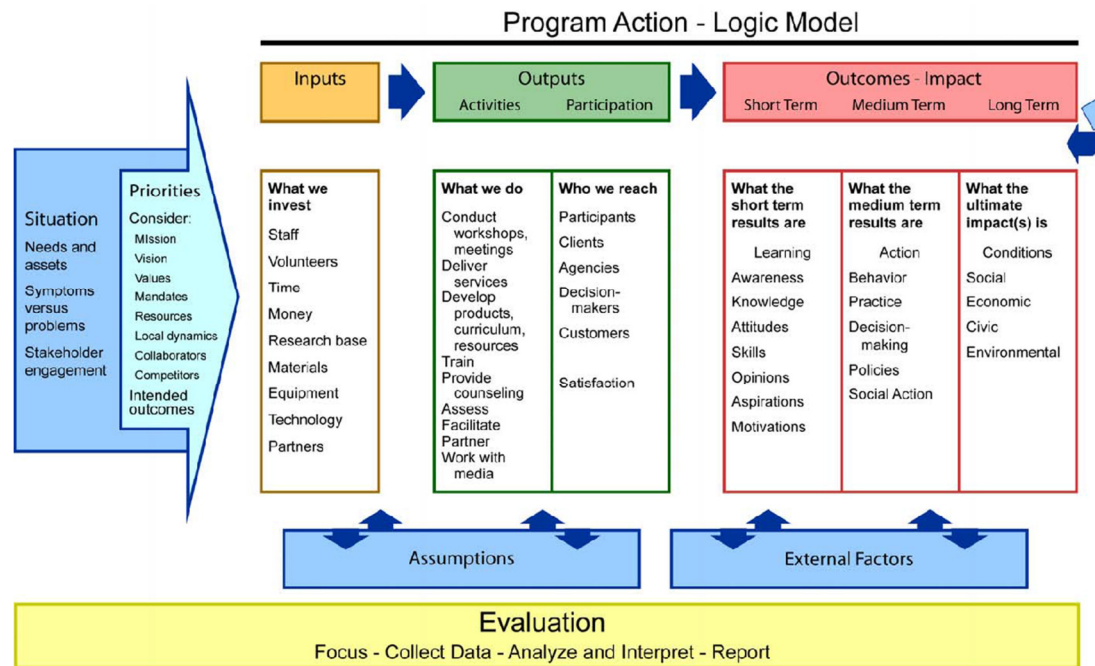 Program Action - Logic Model
Inputs
Outputs
Activities Participation
Outcomes - Impact
Short Term Medium Term Long Term
Situation
Needs and
assets
Symptoms
versus
problems
Stakeholder
engagement
Priorities
Consider:
MIssion
Vision
Values
Mandates
Resources
Local dynamics
Collaborators
Competitors
Intended
outcomes
What we
invest
Staff
Volunteers
Time
Money
Research base
Materials
Equipment
Technology
Partners
What we do
Conduct
workshops,
meetings
Deliver
services
Develop
products,
curriculum,
resources
Train
Provide
counseling
Assess
Facilitate
Partner
Work with
media
Who we reach
Participants
Clients
Agencies
Decision-
makers
Customers
Satisfaction
What the
short term
results are
Learning
Awareness
Knowledge
Attitudes
Skills
Opinions
Aspirations
Motivations
What the
medium term
results are
Action
Behavior
Practice
Decision-
making
Policies
Social Action
What the
ultimate
impact(s) is
Conditions
Social
Economic
Civic
Environmental
Assumptions
External Factors
Evaluation
Focus - Collect Data - Analyze and Interpret - Report